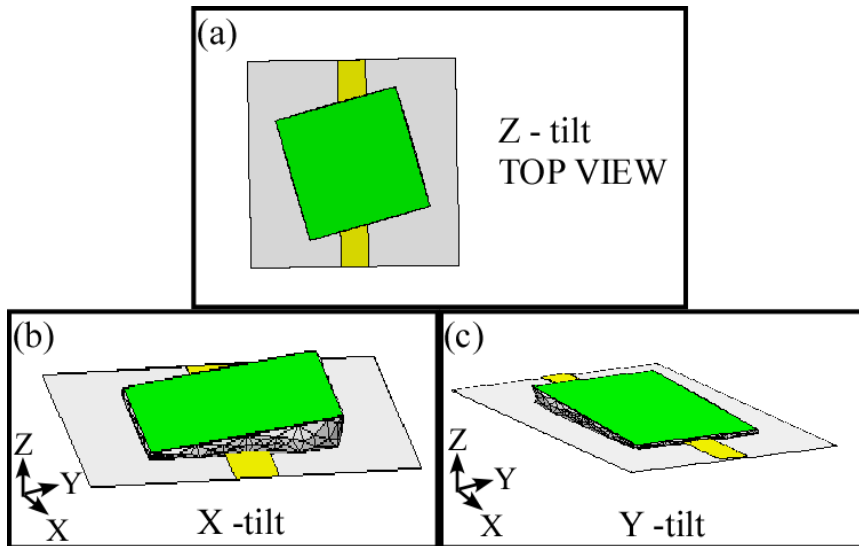 (a)
Z - tilt
TOP VIEW
(b)
Z
Y
X
X -tilt
(c)
Z
Y
X
Y -tilt